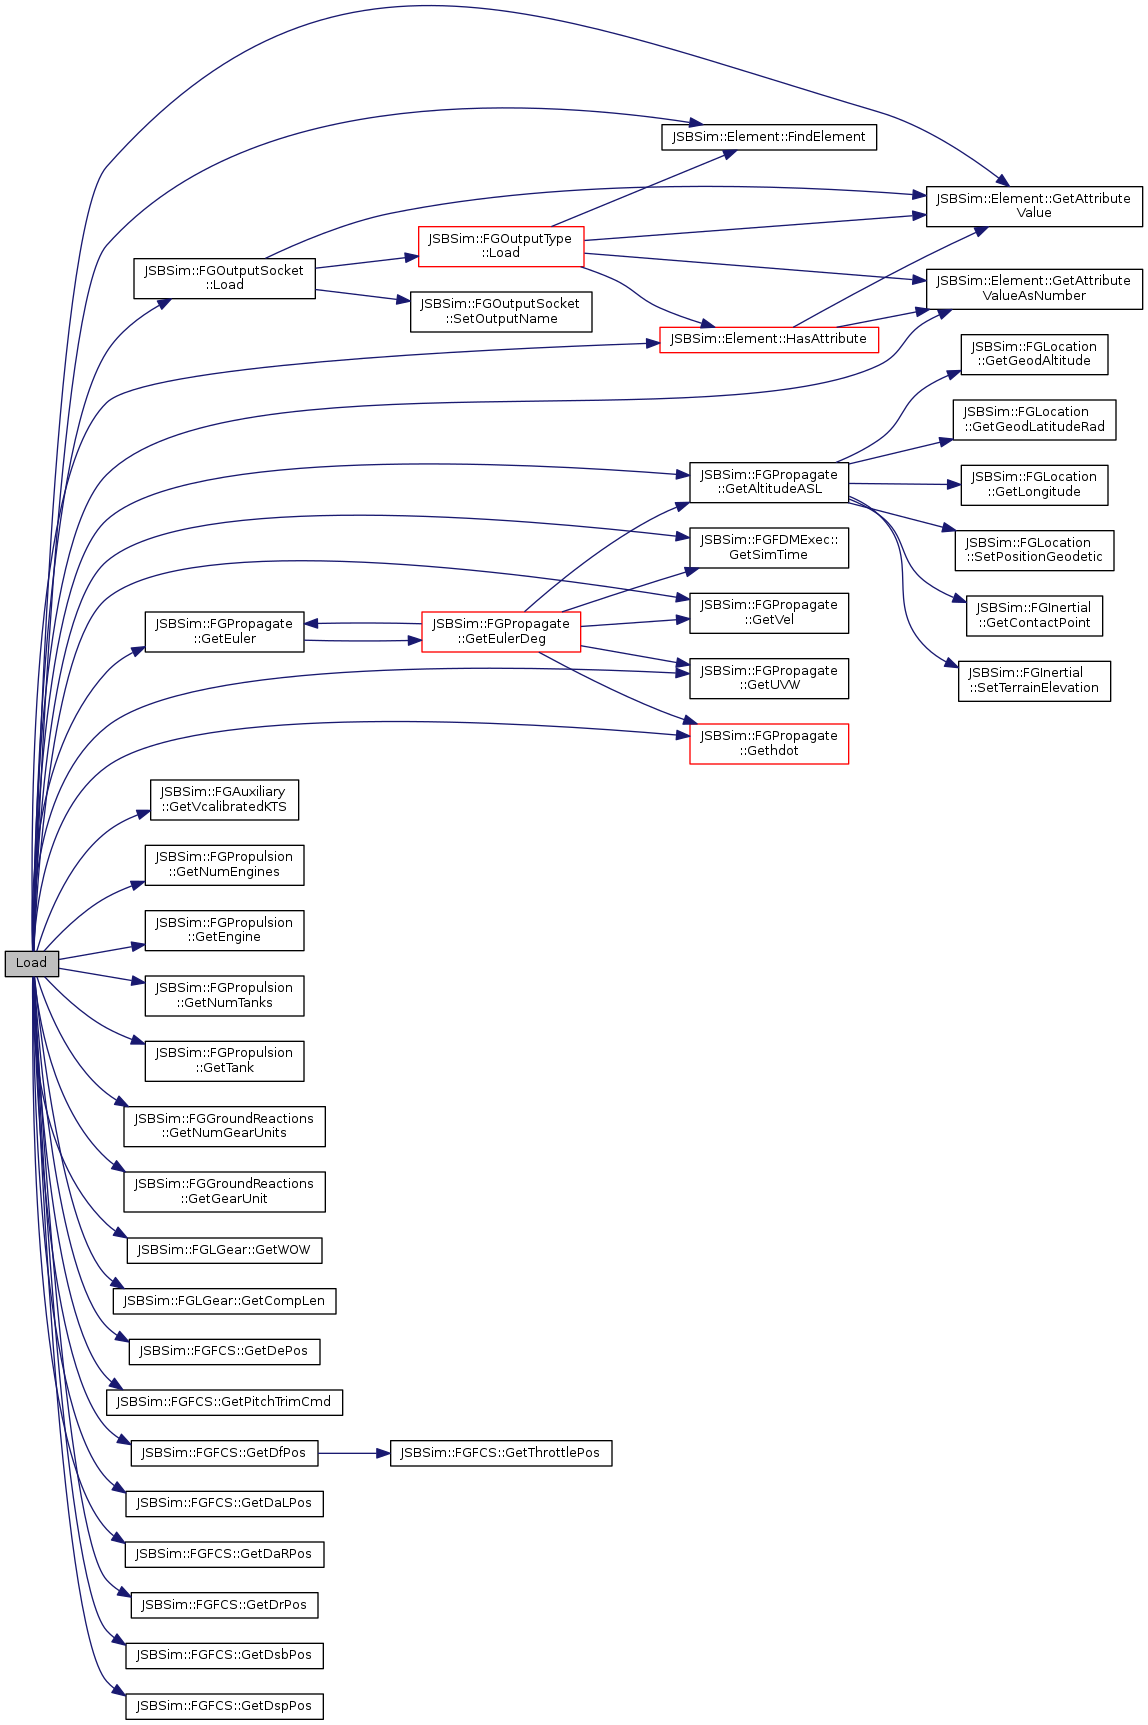 JSBSim::Element::FindElement
JSBSim::Element::GetAttribute
Value
JSBSim::FGOutputType
::Load
JSBSim::FGOutputSocket
::Load
JSBSim::Element::GetAttribute
ValueAsNumber
JSBSim::FGOutputSocket
::SetOutputName
JSBSim::Element::HasAttribute
JSBSim::FGLocation
::GetGeodAltitude
JSBSim::FGLocation
::GetGeodLatitudeRad
JSBSim::FGPropagate
::GetAltitudeASL
JSBSim::FGLocation
::GetLongitude
JSBSim::FGFDMExec::
GetSimTime
JSBSim::FGLocation
::SetPositionGeodetic
JSBSim::FGPropagate
::GetVel
JSBSim::FGInertial
::GetContactPoint
JSBSim::FGPropagate
::GetEuler
JSBSim::FGPropagate
::GetEulerDeg
JSBSim::FGPropagate
::GetUVW
JSBSim::FGInertial
::SetTerrainElevation
JSBSim::FGPropagate
::Gethdot
JSBSim::FGAuxiliary
::GetVcalibratedKTS
JSBSim::FGPropulsion
::GetNumEngines
JSBSim::FGPropulsion
::GetEngine
Load
JSBSim::FGPropulsion
::GetNumTanks
JSBSim::FGPropulsion
::GetTank
JSBSim::FGGroundReactions
::GetNumGearUnits
JSBSim::FGGroundReactions
::GetGearUnit
JSBSim::FGLGear::GetWOW
JSBSim::FGLGear::GetCompLen
JSBSim::FGFCS::GetDePos
JSBSim::FGFCS::GetPitchTrimCmd
JSBSim::FGFCS::GetDfPos
JSBSim::FGFCS::GetThrottlePos
JSBSim::FGFCS::GetDaLPos
JSBSim::FGFCS::GetDaRPos
JSBSim::FGFCS::GetDrPos
JSBSim::FGFCS::GetDsbPos
JSBSim::FGFCS::GetDspPos